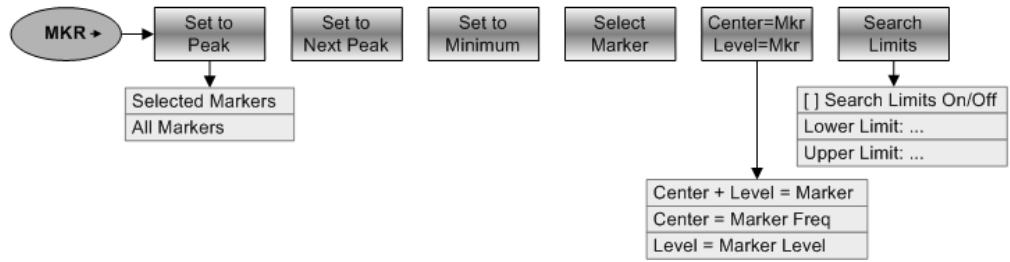 MKR →
Set to
Peak
Set to
Next Peak
Set to
Minimum
Select
Marker
Center=Mkr
Level=Mkr
Search
Limits
Selected Markers
All Markers
[ ] Search Limits On/Off
Lower Limit: ...
Upper Limit: ...
Center + Level = Marker
Center = Marker Freq
Level = Marker Level